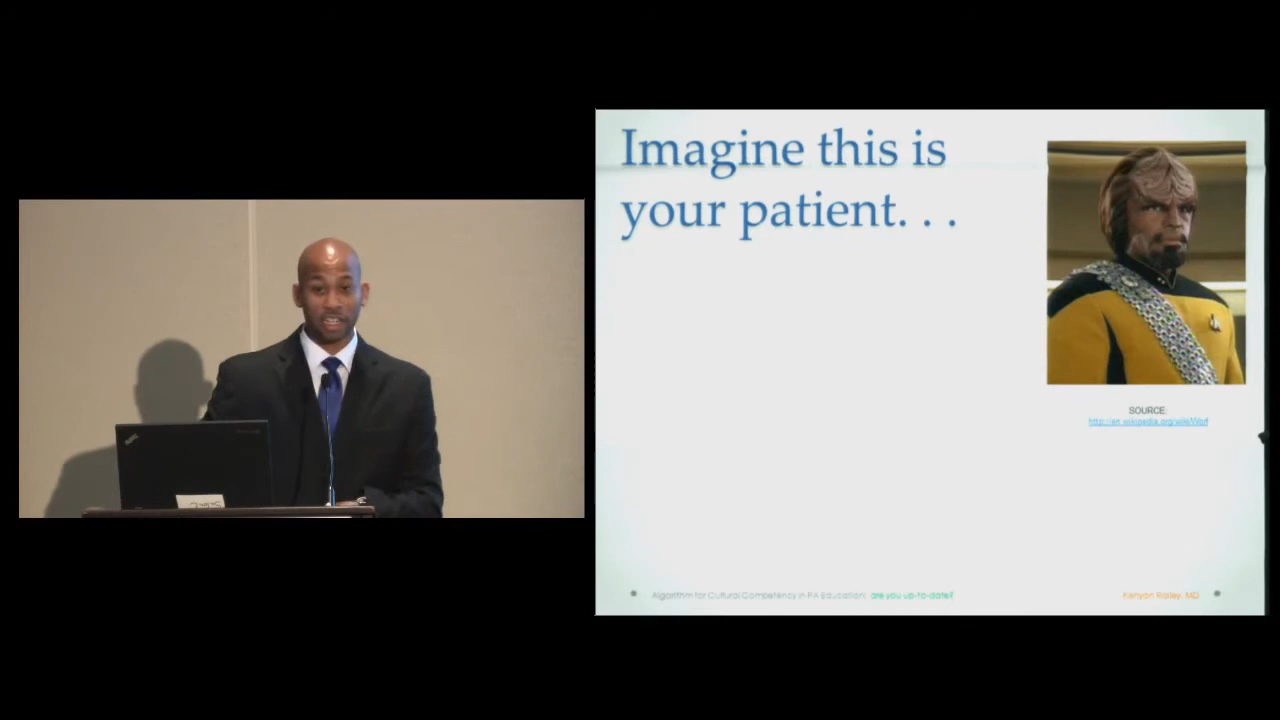 Imagine this is
your patient. . .
SOURCE:
http://en.wikipedia.org/wiki/Worf
Algorithm for Cultural Competency in PA Education: are you up-to-date?
Kenyon Railey, MD